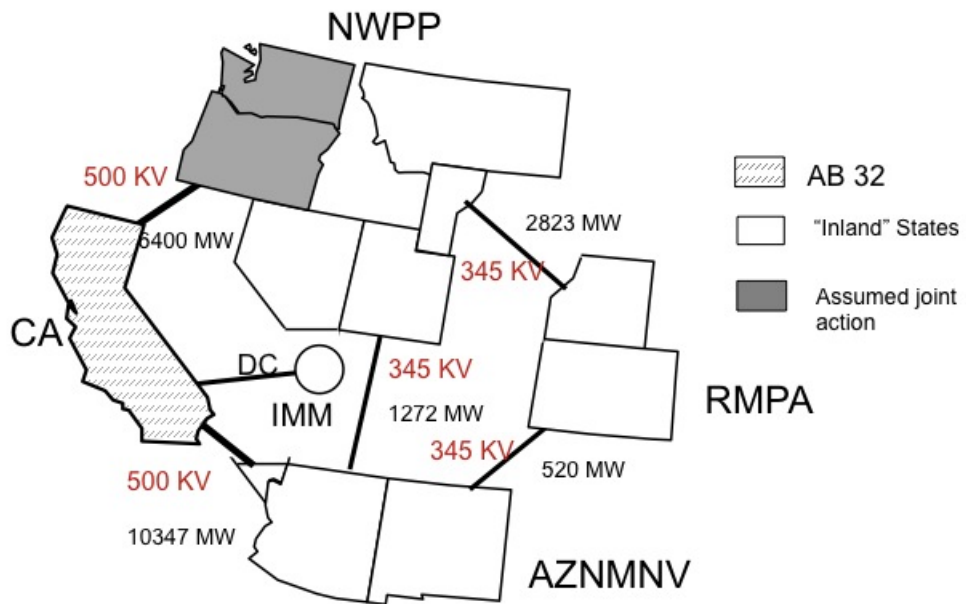 NWPP
500 KV
6400 MW
2823 MW
345 KV
AB 32
"Inland" States
Assumed joint
action
CA
DC
IMM
345 KV
1272 MW
RMPA
345 KV
520 MW
500 KV
10347 MW
AZNMNV